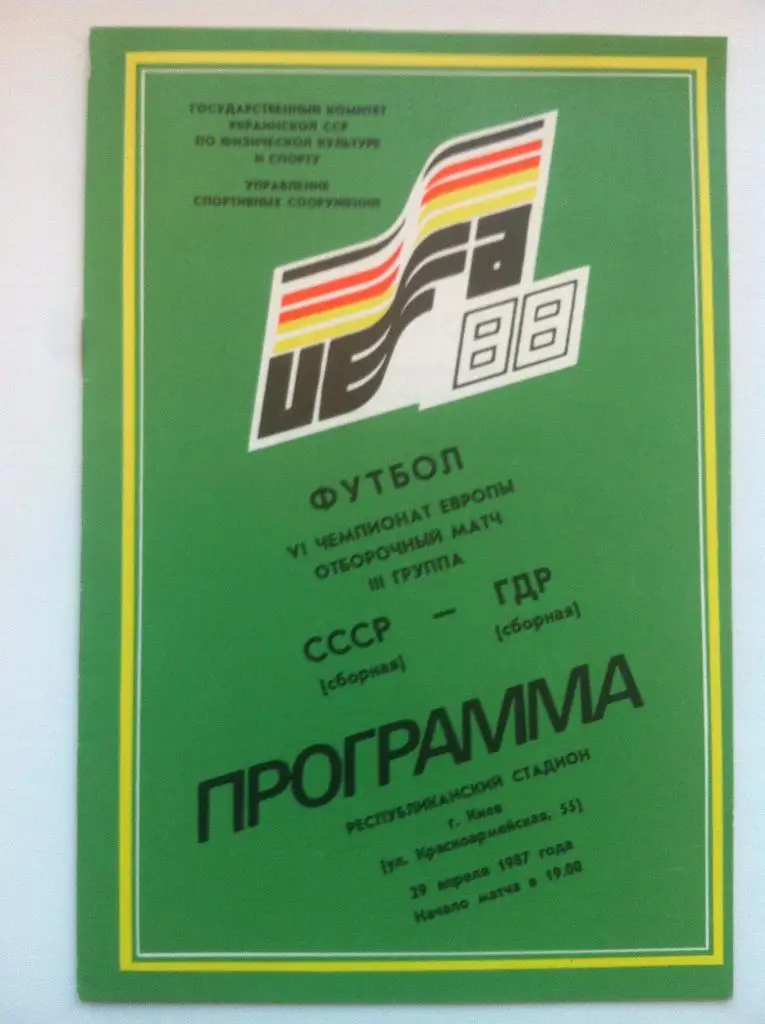 ГОСУДАРСТВЕННЫЙ КОМИТЕТ
УКРАИНСКОЙ ССР
ПО ФИЗИЧЕСКОЙ КУЛЬТУРЕ
И СПОРТУ
УПРАВЛЕНИЕ
СПОРТИВНЫХ СООРУЖЕНИЙ
UEFA
88
ФУТБОЛ
VI ЧЕМПИОНАТ ЕВРОПЫ
ОТБОРОЧНЫЙ МАТЧ
III ГРУППА
СССР — ГДР
[сборная] [сборная]
ПРОГРАММА
РЕСПУБЛИКАНСКИЙ СТАДИОН
г. Киев
[ул. Красноармейская, 55]
29 апреля 1987 года
Начало матча в 19.00